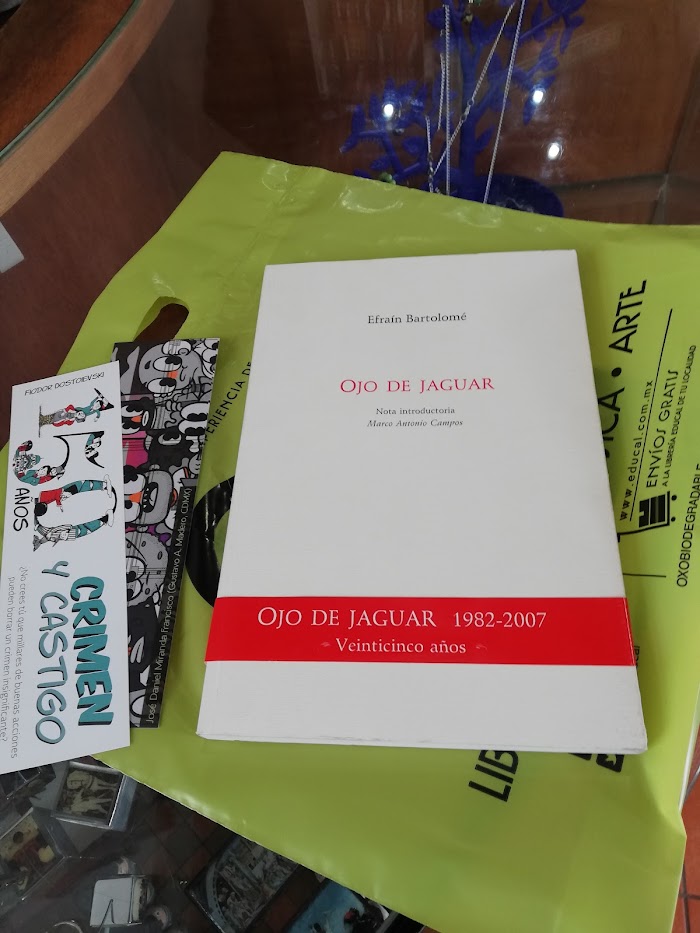 Efraín Bartolomé
OJO DE JAGUAR
Nota introductoria
Marco Antonio Campos
OJO DE JAGUAR 1982-2007
Veinticinco años
FIODOR DOSTOIEVSKI
150
AÑOS
CRIMEN
Y CASTIGO
¿No crees tú que millares de buenas acciones
pueden borrar un crimen insignificante?
José Daniel Miranda Francisco (Gustavo A. Madero, CDMX)
ARTE
www.educal.com.mx
ENVÍOS GRATIS
A LA LIBRERÍA EDUCAL DE TU LOCALIDAD
OXOBIODEGRADABLE